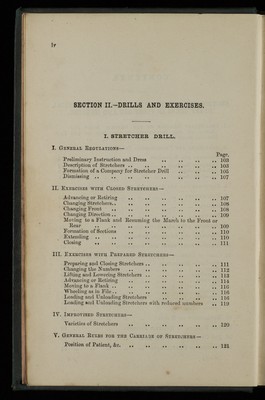 SECTION II.—DRILLS AND EXERCISES.
I. STRETCHER DRILL.
I. GENERAL REGULATIONS—
Page.
Preliminary Instruction and Dress .. .. .. .. 103
Description of Stretchers .. .. .. .. .. .. 103
Formation of a Company for Stretcher Drill .. .. .. 105
Dismissing .. .. .. .. .. .. .. .. 107
II. EXERCISES WITH CLOSED STRETCHERS—
Advancing or Retiring .. .. .. .. .. .. 107
Changing Stretchers .. .. .. .. .. .. .. 108
Changing Front .. .. .. .. .. .. .. 108
Changing Direction .. .. .. .. .. .. .. 109
Moving to a Flank and Resuming the March to the Front or
Rear .. .. .. .. .. .. .. .. 109
Formation of Sections .. .. .. .. .. .. 110
Extending .. .. .. .. .. .. .. .. 110
Closing .. .. .. .. .. .. .. .. 111
III. EXERCISES WITH PREPARED STRETCHERS—
Preparing and Closing Stretchers .. .. .. .. .. 111
Changing the Numbers .. .. .. .. .. .. 112
Lifting and Lowering Stretchers .. .. .. .. .. 113
Advancing or Retiring .. .. .. .. .. .. 114
Moving to a Flank .. .. .. .. .. .. .. 116
Wheeling as in File .. .. .. .. .. .. .. 116
Loading and Unloading Stretchers .. .. .. .. 116
Loading and Unloading Stretchers with reduced numbers .. 119
IV. IMPROVISED STRETCHERS—
Varieties of Stretchers .. .. .. .. .. .. 120
V. GENERAL RULES FOR THE CARRIAGE OF STRETCHERS—
Position of Patient, &c. .. .. .. .. .. .. 121